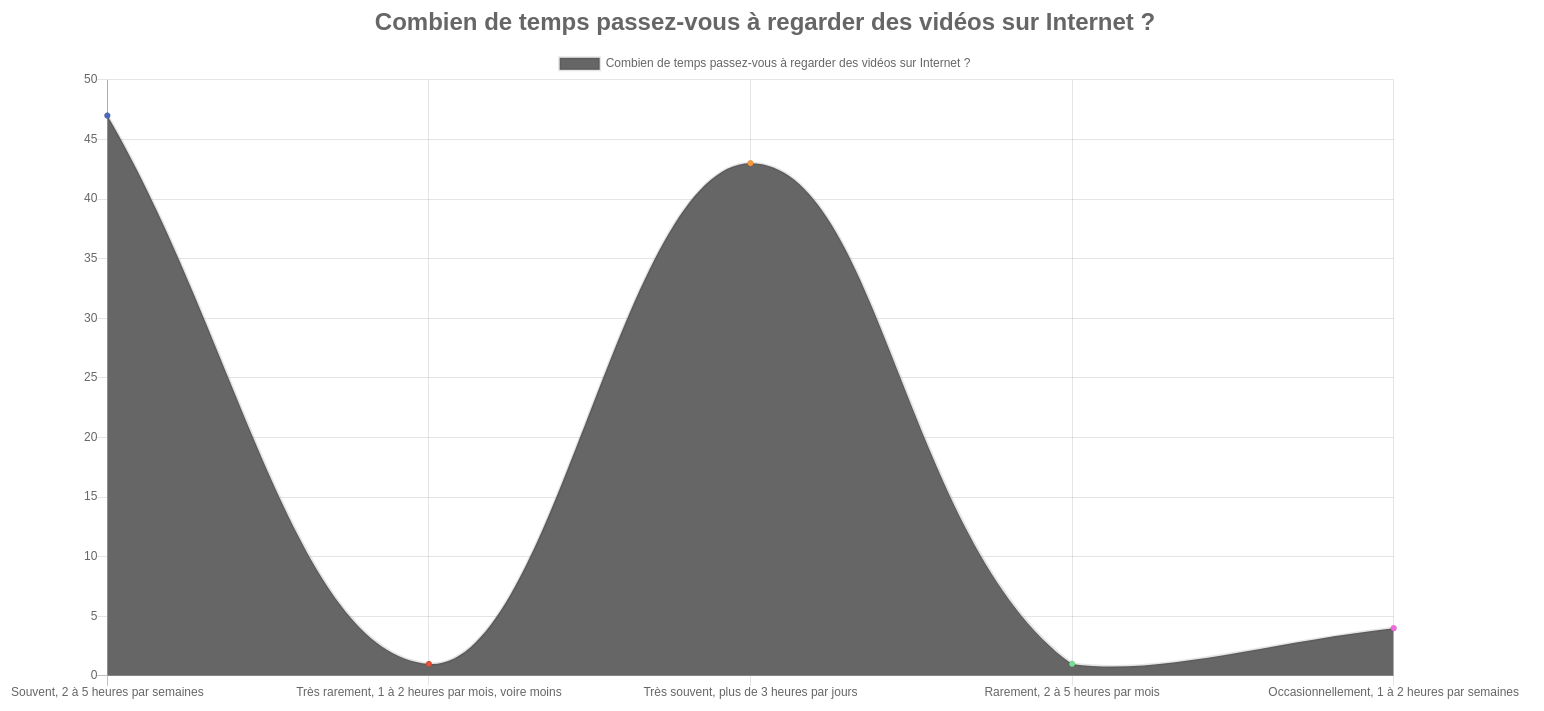 Combien de temps passez-vous à regarder des vidéos sur Internet ?
Combien de temps passez-vous à regarder des vidéos sur Internet ?
50
45
40
35
30
25
20
15
10
5
0
Souvent, 2 à 5 heures par semaines
Très rarement, 1 à 2 heures par mois, voire moins
Très souvent, plus de 3 heures par jours
Rarement, 2 à 5 heures par mois
Occasionnellement, 1 à 2 heures par semaines